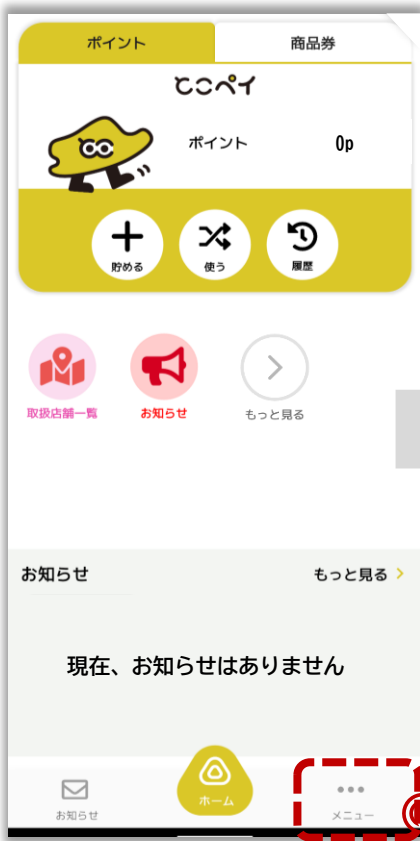 ポイント 商品券
とこペイ
ポイント 0p
貯める 使う 履歴
取扱店舗一覧 お知らせ もっと見る
お知らせ もっと見る
現在、お知らせはありません
お知らせ ホーム メニュー